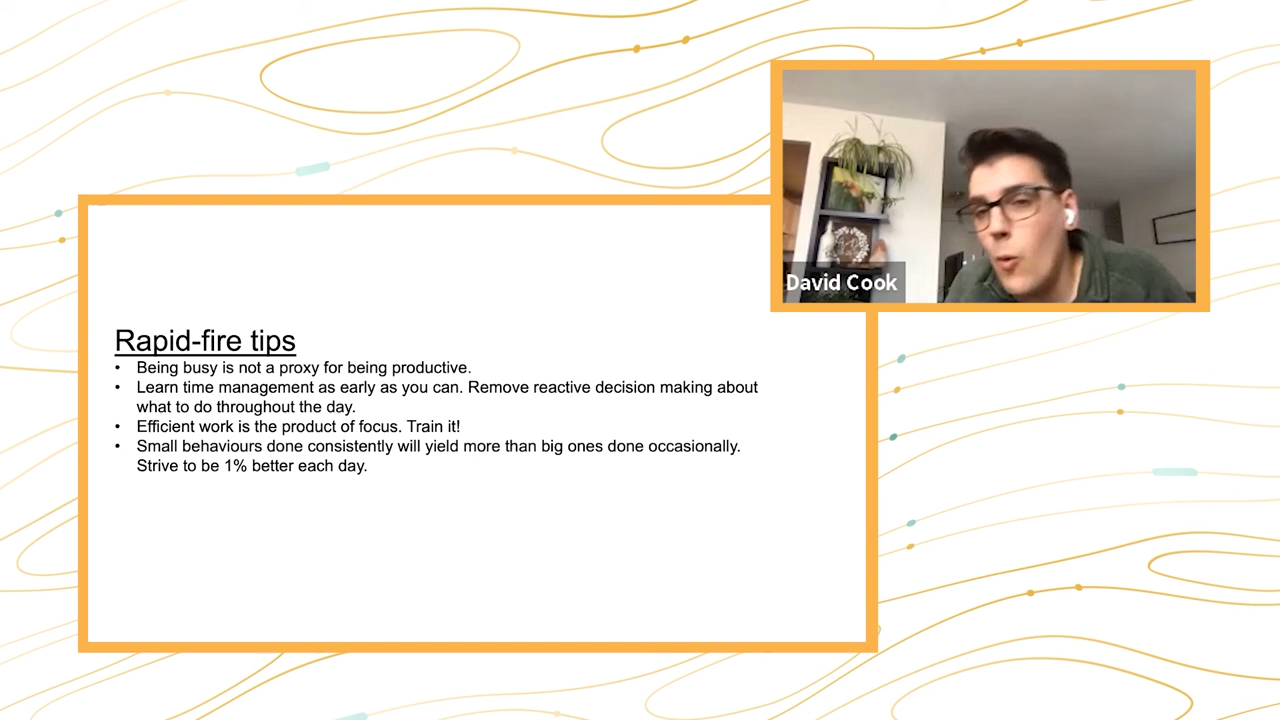 David Cook
Rapid-fire tips
• Being busy is not a proxy for being productive.
• Learn time management as early as you can. Remove reactive decision making about
what to do throughout the day.
• Efficient work is the product of focus. Train it!
• Small behaviours done consistently will yield more than big ones done occasionally.
Strive to be 1% better each day.